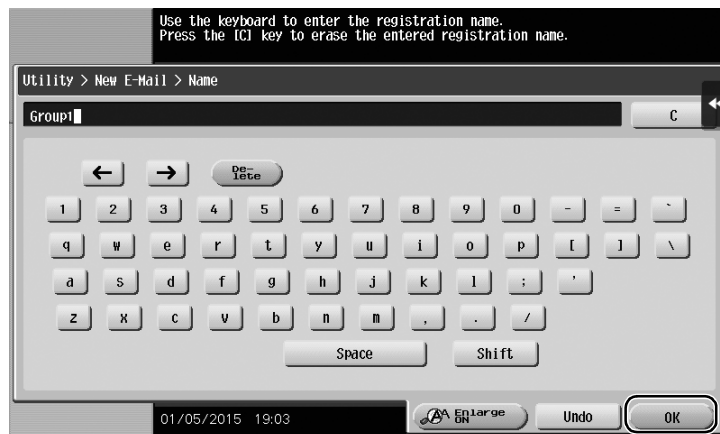 Use the keyboard to enter the registration name.
Press the [C] key to erase the entered registration name.
Utility > New E-Mail > Name
Group1
C
← → De-lete
1 2 3 4 5 6 7 8 9 0 - = `
q w e r t y u i o p [ ] \
a s d f g h j k l ; '
z x c v b n m , . /
Space Shift
01/05/2015 19:03 Enlarge ON Undo OK